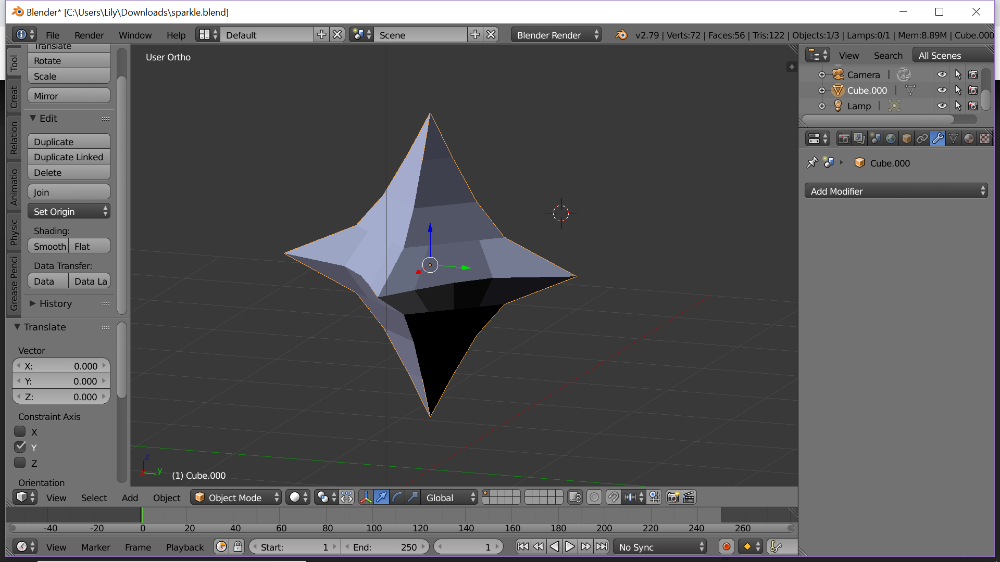 Blender* [C:\Users\Lily\Downloads\sparkle.blend]
File Render Window Help Default Scene Blender Render v2.79 | Verts:72 | Faces:56 | Tris:122 | Objects:1/3 | Lamps:0/1 | Mem:8.89M | Cube.000
Translate
Rotate
Scale
Mirror
Edit
Duplicate
Duplicate Linked
Delete
Join
Set Origin
Shading:
Smooth Flat
Data Transfer:
Data Data La
History
Tool
Creat
Relation
Animatio
Physic
Grease Penci
Translate
Vector
X: 0.000
Y: 0.000
Z: 0.000
Constraint Axis
X
Y
Z
Orientation
User Ortho
z
y
(1) Cube.000
View Search All Scenes
Camera
Cube.000
Lamp
Cube.000
Add Modifier
View Select Add Object Object Mode Global
-40 -20 0 20 40 60 80 100 120 140 160 180 200 220 240 260
View Marker Frame Playback Start: 1 End: 250 1 No Sync